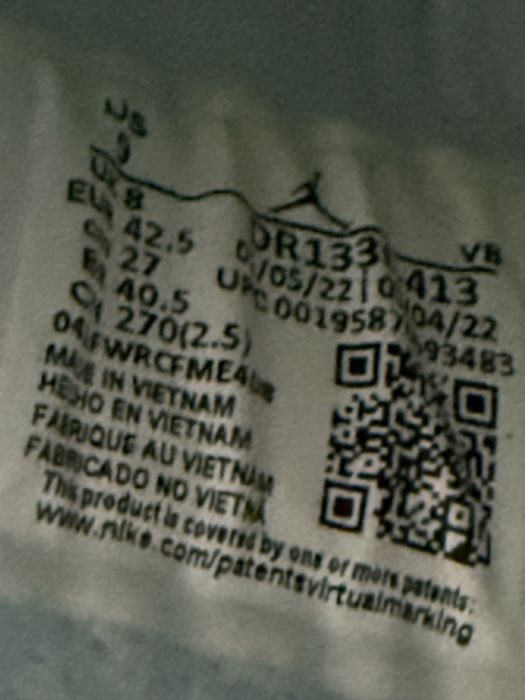 US
9
UK 8
EUR 42.5
27
40.5
270(2.5)
VB
/05/22 04/22
UPC 001958 93483
MADE IN VIETNAM
HECHO EN VIETNAM
FABRIQUE AU VIETNAM
FABRICADO NO VIETNA
This product is covered by one or more patents:
www.nike.com/patentsvirtualmarking